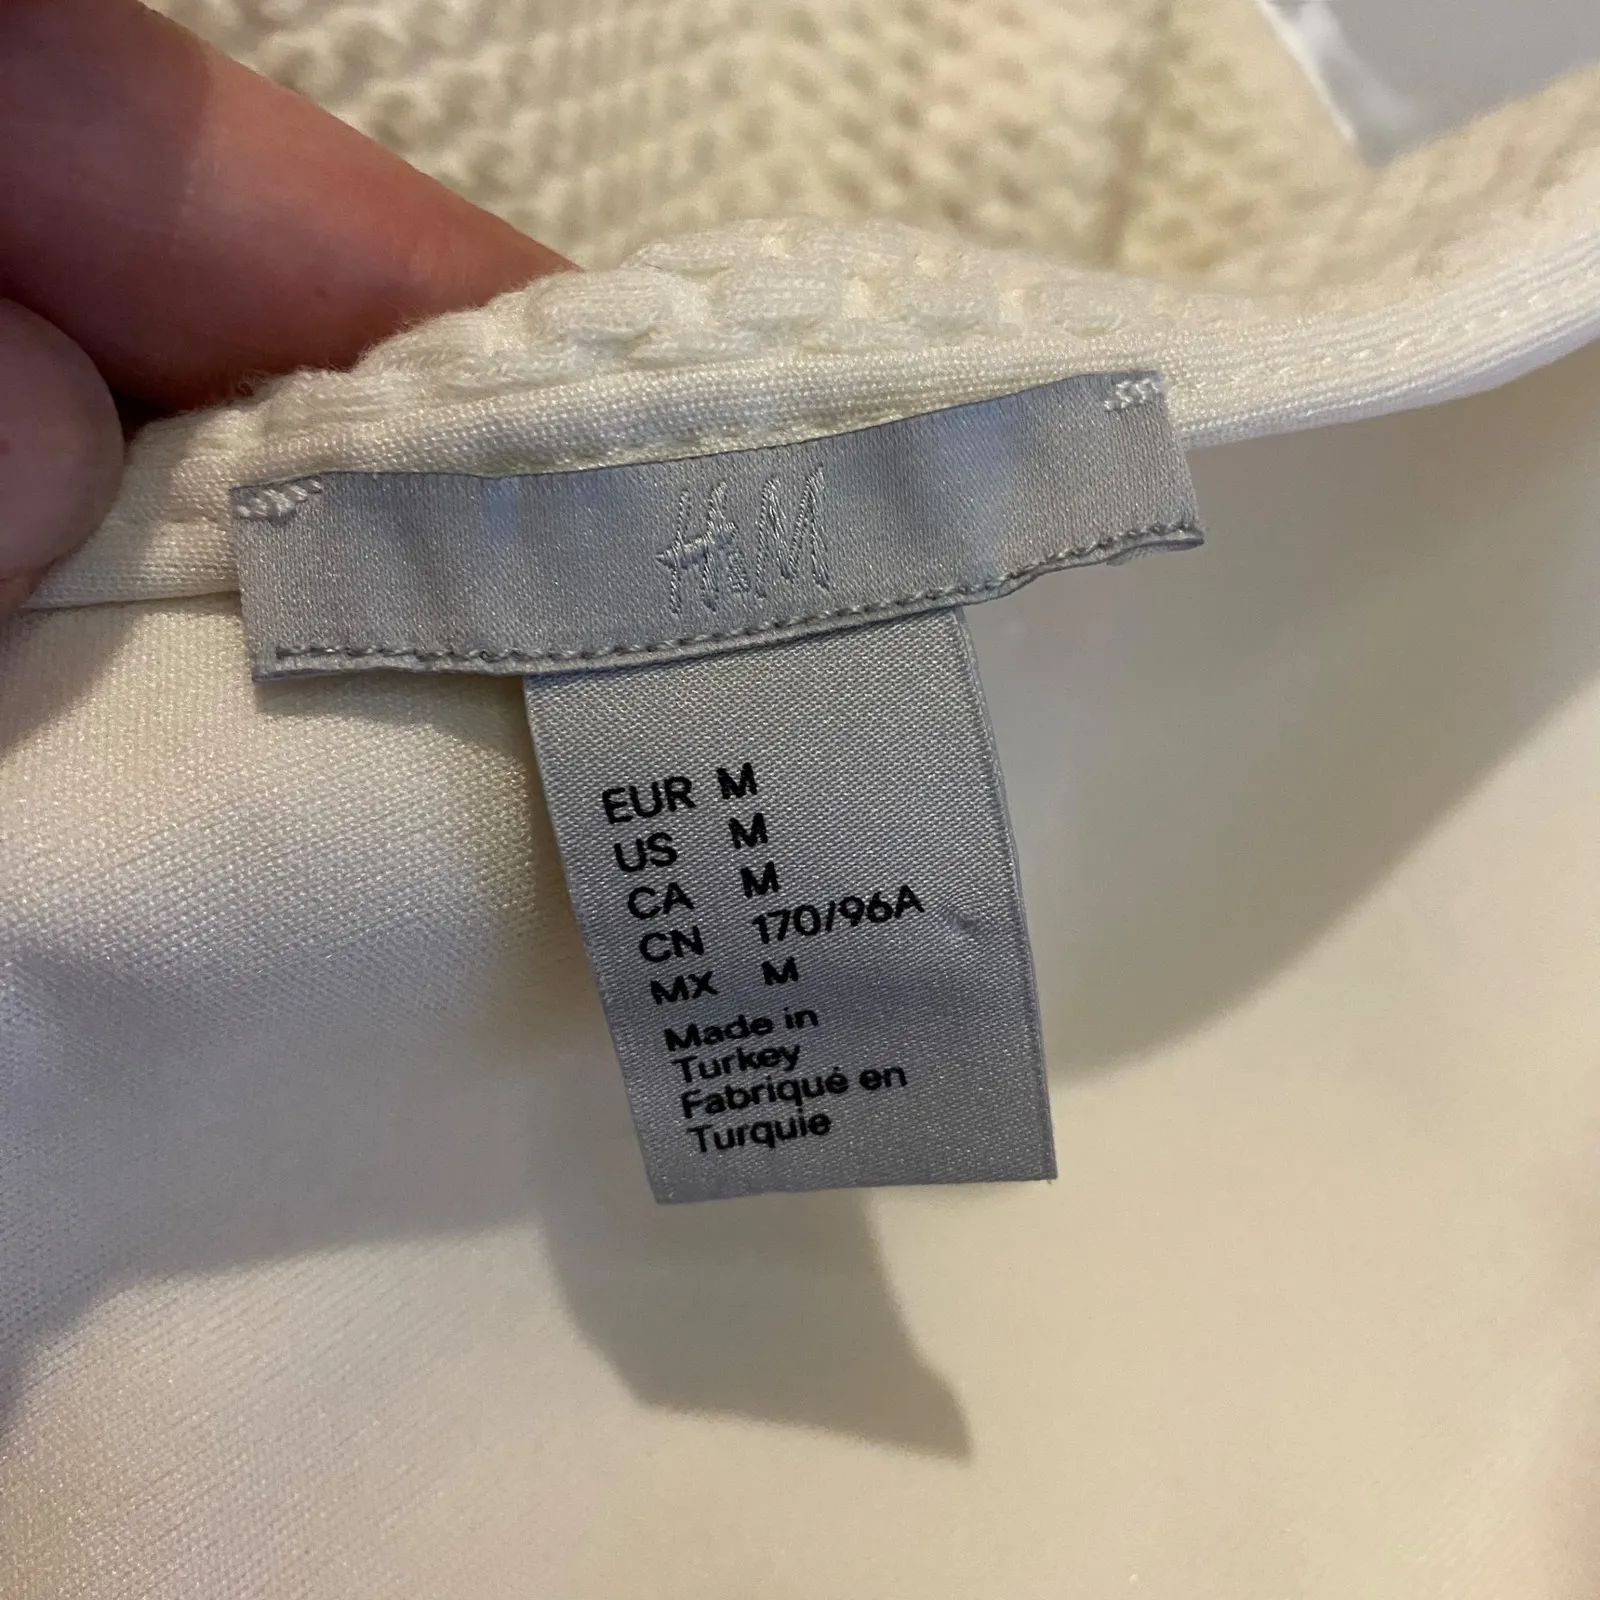 H&M
EUR M
US M
CA M
CN 170/96A
MX M
Made in
Turkey
Fabriqué en
Turquie